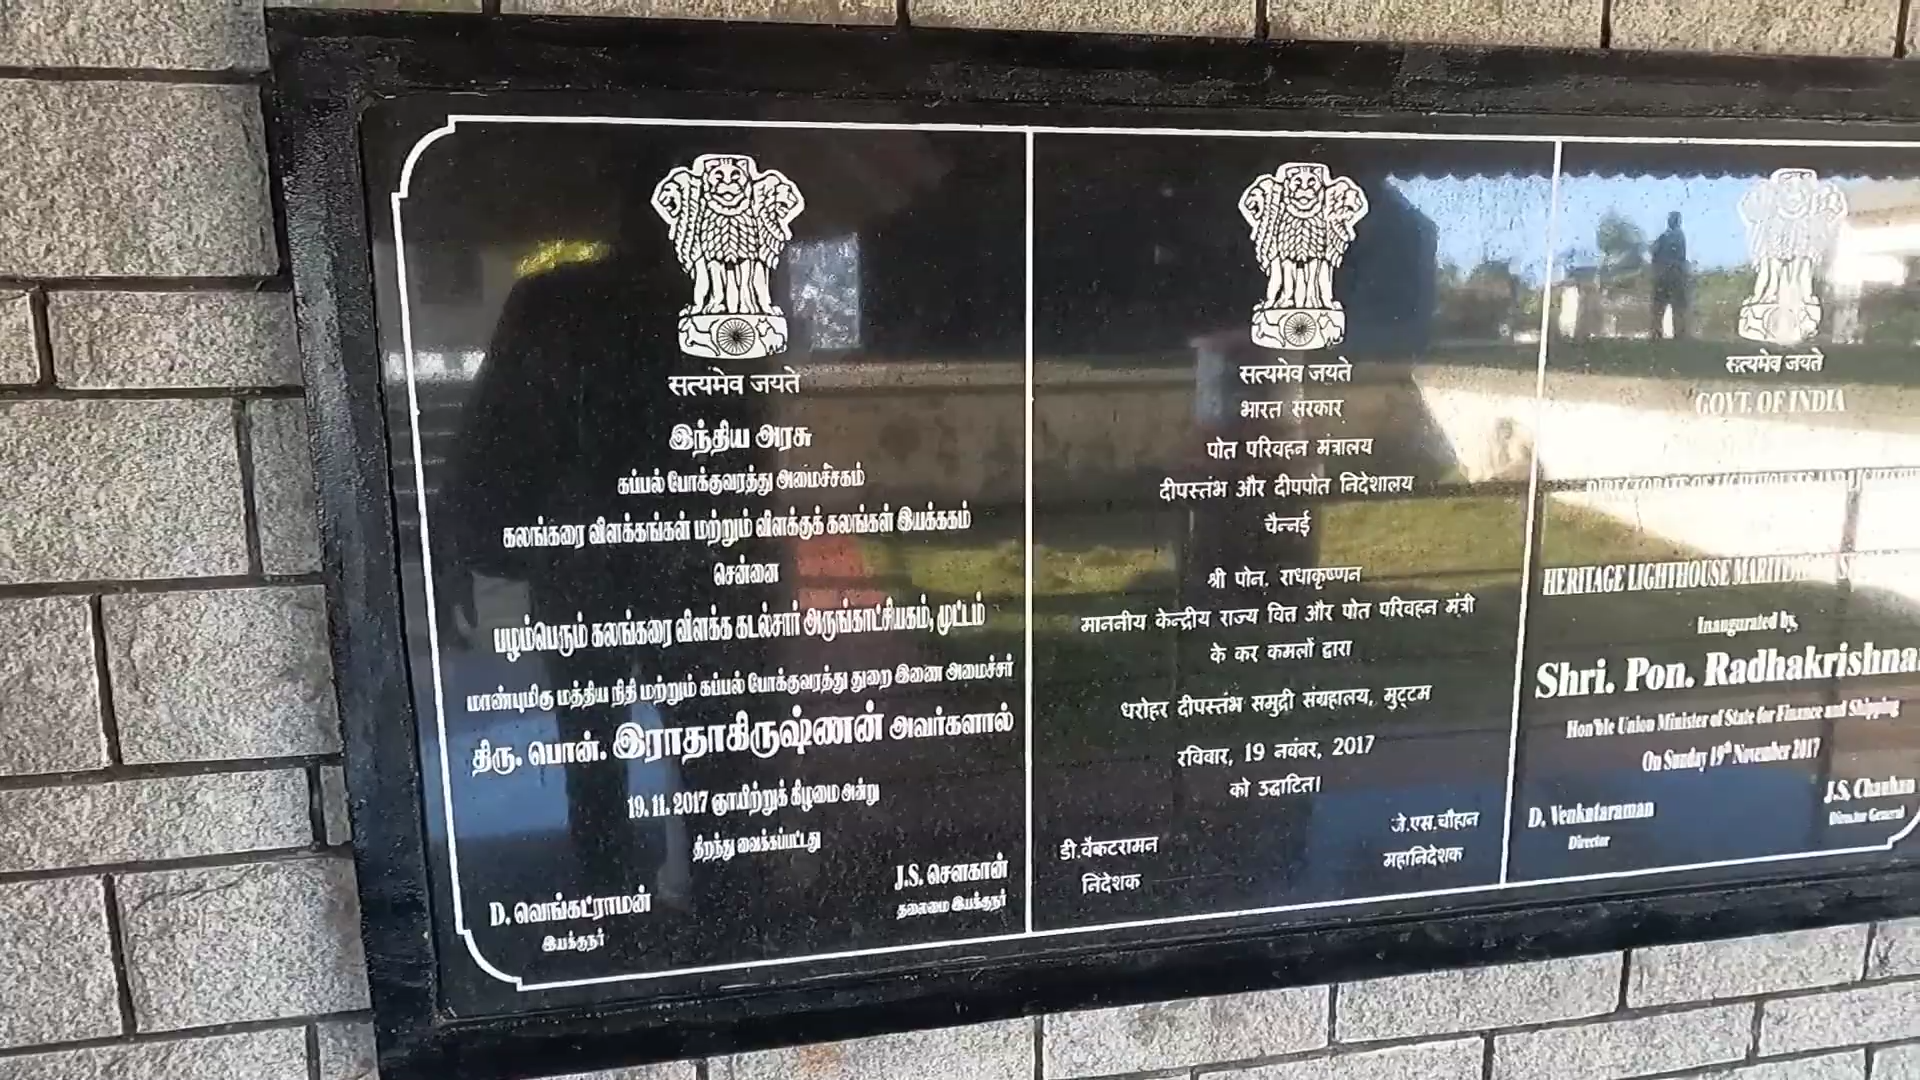 सत्यमेव जयते
இந்திய அரசு
கப்பல் போக்குவரத்து அமைச்சகம்
கலங்கரை விளக்கங்கள் மற்றும் விளக்குக் கலங்கள் இயக்ககம்
சென்னை
பழம்பெரும் கலங்கரை விளக்க கடல்சார் அருங்காட்சியகம், முட்டம்
மாண்புமிகு மத்திய நிதி மற்றும் கப்பல் போக்குவரத்து துறை இணை அமைச்சர்
திரு. பொன். இராதாகிருஷ்ணன் அவர்களால்
19. 11. 2017 ஞாயிற்றுக் கிழமை அன்று
திறந்து வைக்கப்பட்டது
D. வெங்கட்ராமன்
இயக்குநர்
J.S. சௌகான்
தலைமை இயக்குநர்
सत्यमेव जयते
भारत सरकार
पोत परिवहन मंत्रालय
दीपस्तंभ और दीपपोत निदेशालय
चैन्नई
श्री पोन. राधाकृष्णन
माननीय केन्द्रीय राज्य वित और पोत परिवहन मंत्री
के कर कमलों द्वारा
धरोहर दीपस्तंभ समुद्री संग्रहालय, मुट्टम
रविवार, 19 नवंबर, 2017
को उद्घाटित।
डी.वेंकटरामन
निदेशक
जे.एस.चौहान
महानिदेशक
सत्यमेव जयते
GOVT. OF INDIA
DIRECTORATE OF LIGHTHOUSES AND
HERITAGE LIGHTHOUSE
Inaugurated by,
Shri. Pon. Radhakrishna
Hon'ble Union Minister of State for Finance and Shipping
On Sunday 19th November 2017
D. Venkataraman
Director
J.S. Chauhan
Director General